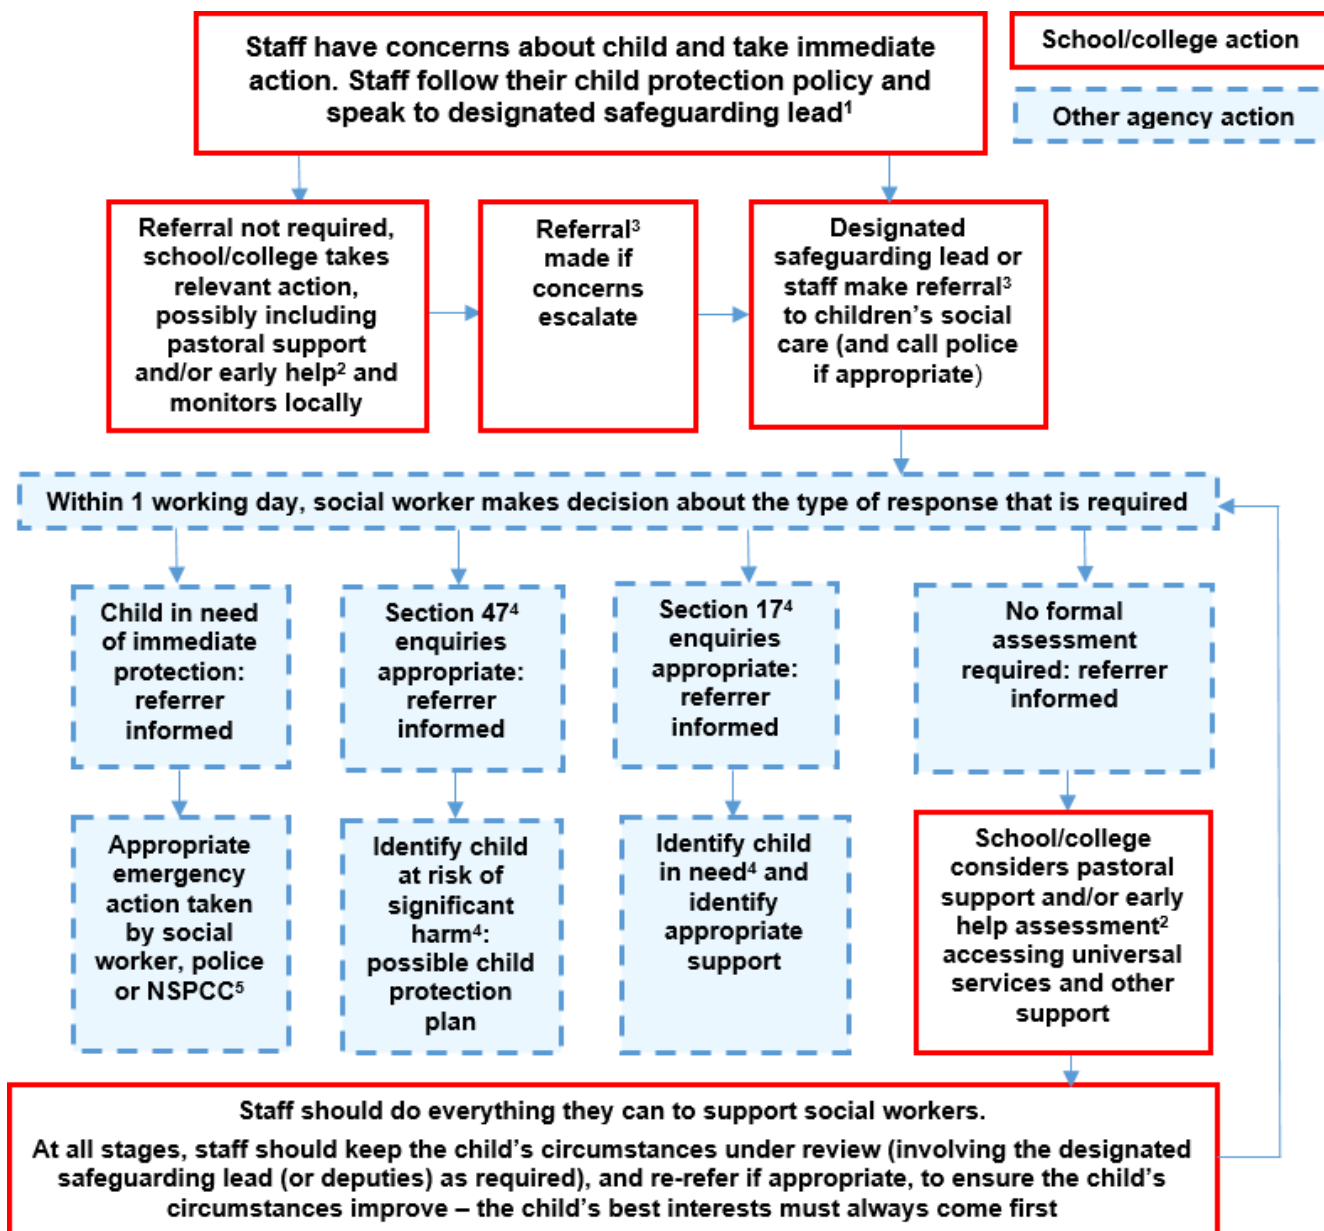 Staff have concerns about child and take immediate
action. Staff follow their child protection policy and
speak to designated safeguarding lead¹
School/college action
Other agency action
Referral not required,
school/college takes
relevant action,
possibly including
pastoral support
and/or early help² and
monitors locally
Referral³
made if
concerns
escalate
Designated
safeguarding lead or
staff make referral³
to children’s social
care (and call police
if appropriate)
Within 1 working day, social worker makes decision about the type of response that is required
Child in need
of immediate
protection:
referrer
informed
Section 47⁴
enquiries
appropriate:
referrer
informed
Section 17⁴
enquiries
appropriate:
referrer
informed
No formal
assessment
required: referrer
informed
Appropriate
emergency
action taken
by social
worker, police
or NSPCC⁵
Identify child
at risk of
significant
harm⁴:
possible child
protection
plan
Identify child
in need⁴ and
identify
appropriate
support
School/college
considers pastoral
support and/or early
help assessment²
accessing universal
services and other
support
Staff should do everything they can to support social workers.
At all stages, staff should keep the child’s circumstances under review (involving the designated
safeguarding lead (or deputies) as required), and re-refer if appropriate, to ensure the child’s
circumstances improve – the child’s best interests must always come first